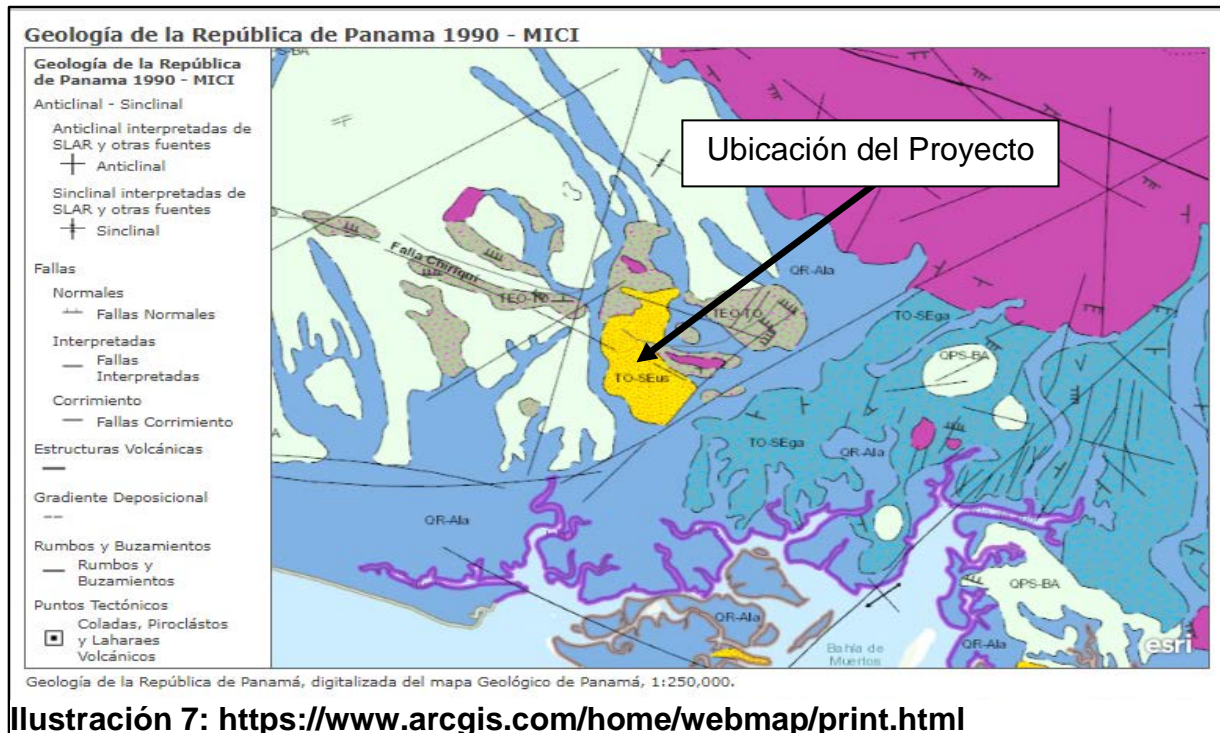 Geología de la República de Panama 1990 - MICI
Geología de la República
de Panama 1990 - MICI
Anticlinal - Sinclinal
Anticlinal interpretadas de
SLAR y otras fuentes
Anticlinal
Sinclinal interpretadas de
SLAR y otras fuentes
Sinclinal
Fallas
Normales
Fallas Normales
Interpretadas
Fallas
Interpretadas
Corrimiento
Fallas Corrimiento
Estructuras Volcánicas
Gradiente Deposicional
Rumbos y Buzamientos
Rumbos y
Buzamientos
Puntos Tectónicos
Coladas, Piroclástos
y Laharaes
Volcánicos
Ubicación del Proyecto
Falla Chiriquí
QR-Ala
TEO-TO
TEO-TO
TO-SEga
QPS-BA
TO-SEus
TO-SEga
QR-Ala
QR-Ala
QPS-BA
QR-Ala
QR-Ala
Bahía de
Muertos
esri
Geología de la República de Panamá, digitalizada del mapa Geológico de Panamá, 1:250,000.
Ilustración 7: https://www.arcgis.com/home/webmap/print.html